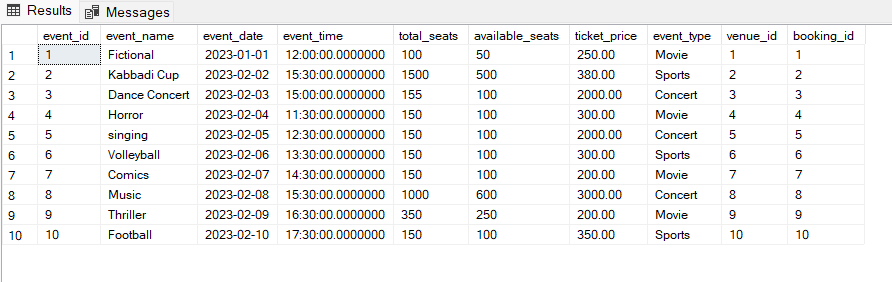 Results Messages
event_id event_name event_date event_time total_seats available_seats ticket_price event_type venue_id booking_id
1 1 Fictional 2023-01-01 12:00:00.0000000 100 50 250.00 Movie 1 1
2 2 Kabbadi Cup 2023-02-02 15:30:00.0000000 1500 500 380.00 Sports 2 2
3 3 Dance Concert 2023-02-03 15:00:00.0000000 155 100 2000.00 Concert 3 3
4 4 Horror 2023-02-04 11:30:00.0000000 150 100 300.00 Movie 4 4
5 5 singing 2023-02-05 12:30:00.0000000 150 100 2000.00 Concert 5 5
6 6 Volleyball 2023-02-06 13:30:00.0000000 150 100 300.00 Sports 6 6
7 7 Comics 2023-02-07 14:30:00.0000000 150 100 200.00 Movie 7 7
8 8 Music 2023-02-08 15:30:00.0000000 1000 600 3000.00 Concert 8 8
9 9 Thriller 2023-02-09 16:30:00.0000000 350 250 200.00 Movie 9 9
10 10 Football 2023-02-10 17:30:00.0000000 150 100 350.00 Sports 10 10